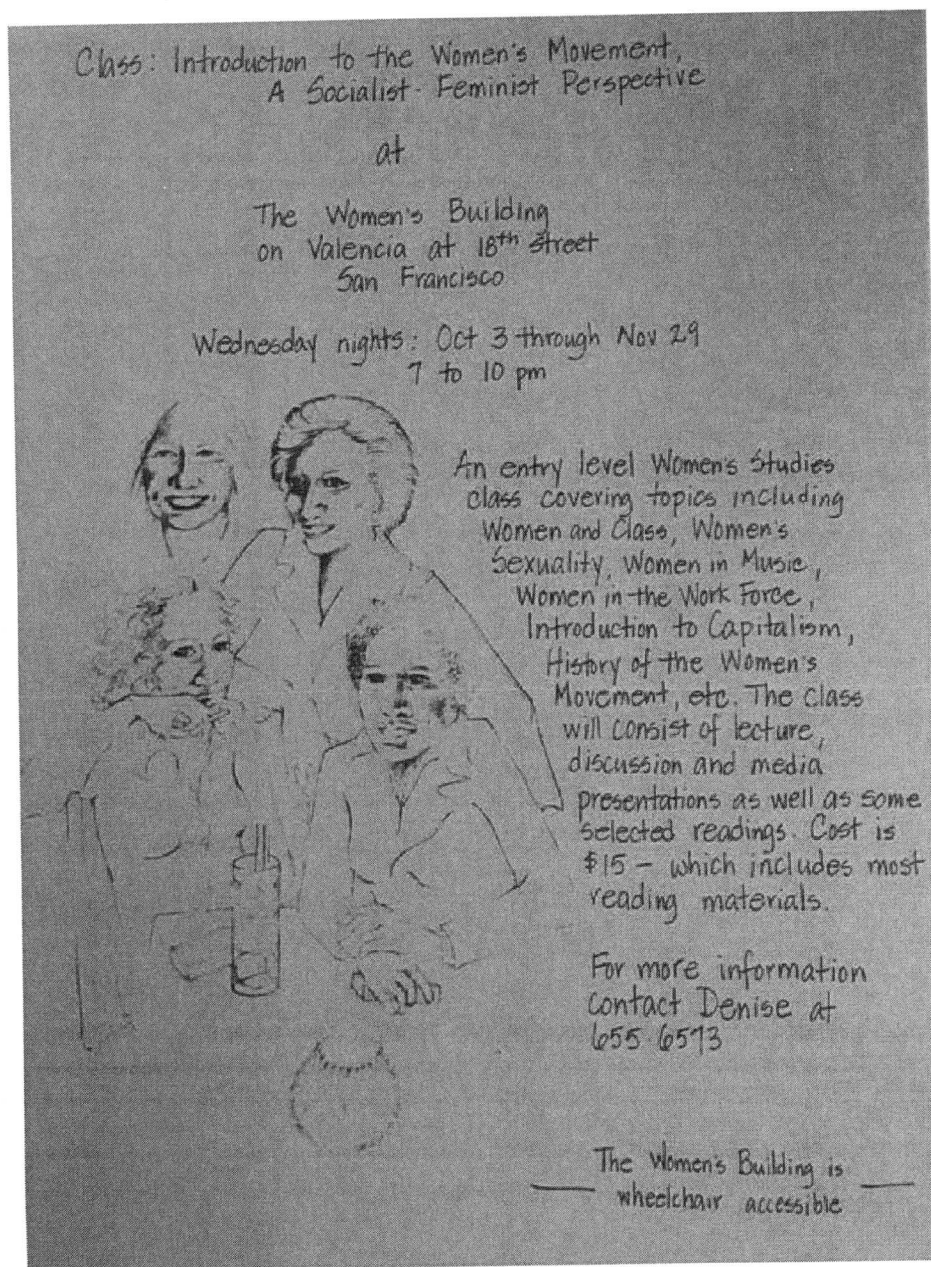 Class: Introduction to the Women's Movement,
A Socialist-Feminist Perspective
at
The Women's Building
on Valencia at 18th street
San Francisco
Wednesday nights: Oct 3 through Nov 29
7 to 10 pm
An entry level Women's Studies
class covering topics including
Women and Class, Women's
Sexuality, Women in Music,
Women in the Work Force,
Introduction to Capitalism,
History of the Women's
Movement, etc. The class
will consist of lecture,
discussion and media
presentations as well as some
selected readings. Cost is
$15 – which includes most
reading materials.
For more information
contact Denise at
655-6573
The Women's Building is
wheelchair accessible